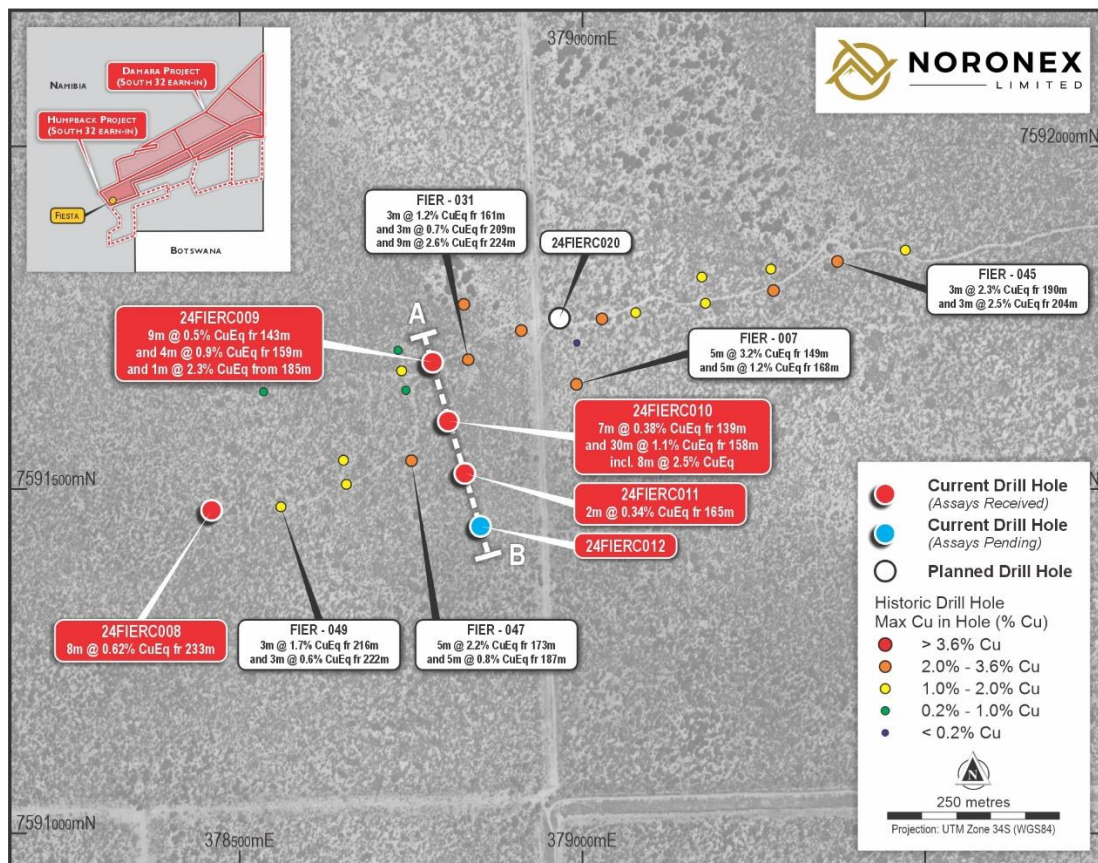 379000mE
NORONEX
LIMITED
DAMARA PROJECT
(SOUTH 32 EARN-IN)
NAMIBIA
HUMPBACK PROJECT
(SOUTH 32 EARN-IN)
FIESTA
BOTSWANA
7592000mN
FIER - 031
3m @ 1.2% CuEq fr 161m
and 3m @ 0.7% CuEq fr 209m
and 9m @ 2.6% CuEq fr 224m
24FIERC020
FIER - 045
3m @ 2.3% CuEq fr 190m
and 3m @ 2.5% CuEq fr 204m
24FIERC009
9m @ 0.5% CuEq fr 143m
and 4m @ 0.9% CuEq fr 159m
and 1m @ 2.3% CuEq from 185m
A
FIER - 007
5m @ 3.2% CuEq fr 149m
and 5m @ 1.2% CuEq fr 168m
24FIERC010
7m @ 0.38% CuEq fr 139m
and 30m @ 1.1% CuEq fr 158m
incl. 8m @ 2.5% CuEq
7591500mN
24FIERC011
2m @ 0.34% CuEq fr 165m
24FIERC012
B
24FIERC008
8m @ 0.62% CuEq fr 233m
FIER - 049
3m @ 1.7% CuEq fr 216m
and 3m @ 0.6% CuEq fr 222m
FIER - 047
5m @ 2.2% CuEq fr 173m
and 5m @ 0.8% CuEq fr 187m
Current Drill Hole
(Assays Received)
Current Drill Hole
(Assays Pending)
Planned Drill Hole
Historic Drill Hole
Max Cu in Hole (% Cu)
> 3.6% Cu
2.0% - 3.6% Cu
1.0% - 2.0% Cu
0.2% - 1.0% Cu
< 0.2% Cu
N
250 metres
Projection: UTM Zone 34S (WGS84)
7591000mN
378500mE
379000mE